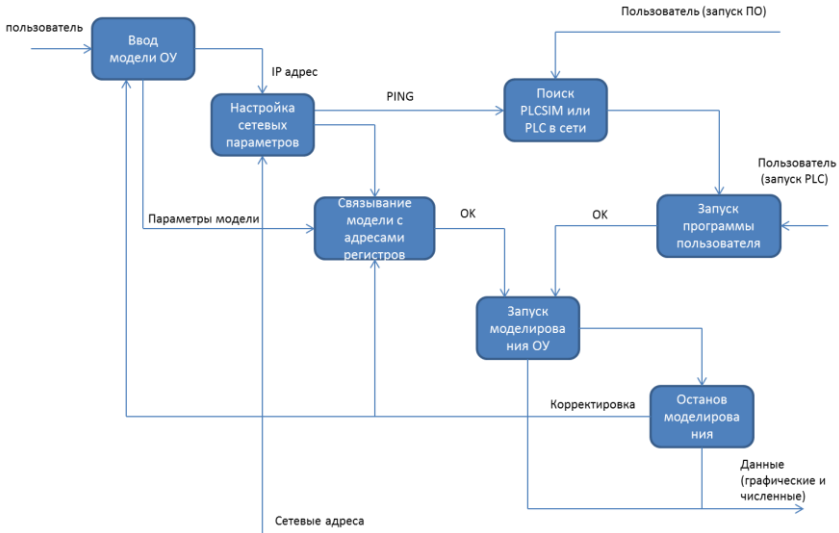 Пользователь (запуск ПО)
пользователь
Ввод
модели ОУ
IP адрес
PING
Настройка
сетевых
параметров
Поиск
PLCSIM или
PLC в сети
Пользователь
(запуск PLC)
Параметры модели
Связывание
модели с
адресами
регистров
OK
OK
Запуск
программы
пользователя
Запуск
моделирова
ния ОУ
Корректировка
Останов
моделирова
ния
Данные
(графические и
численные)
Сетевые адреса